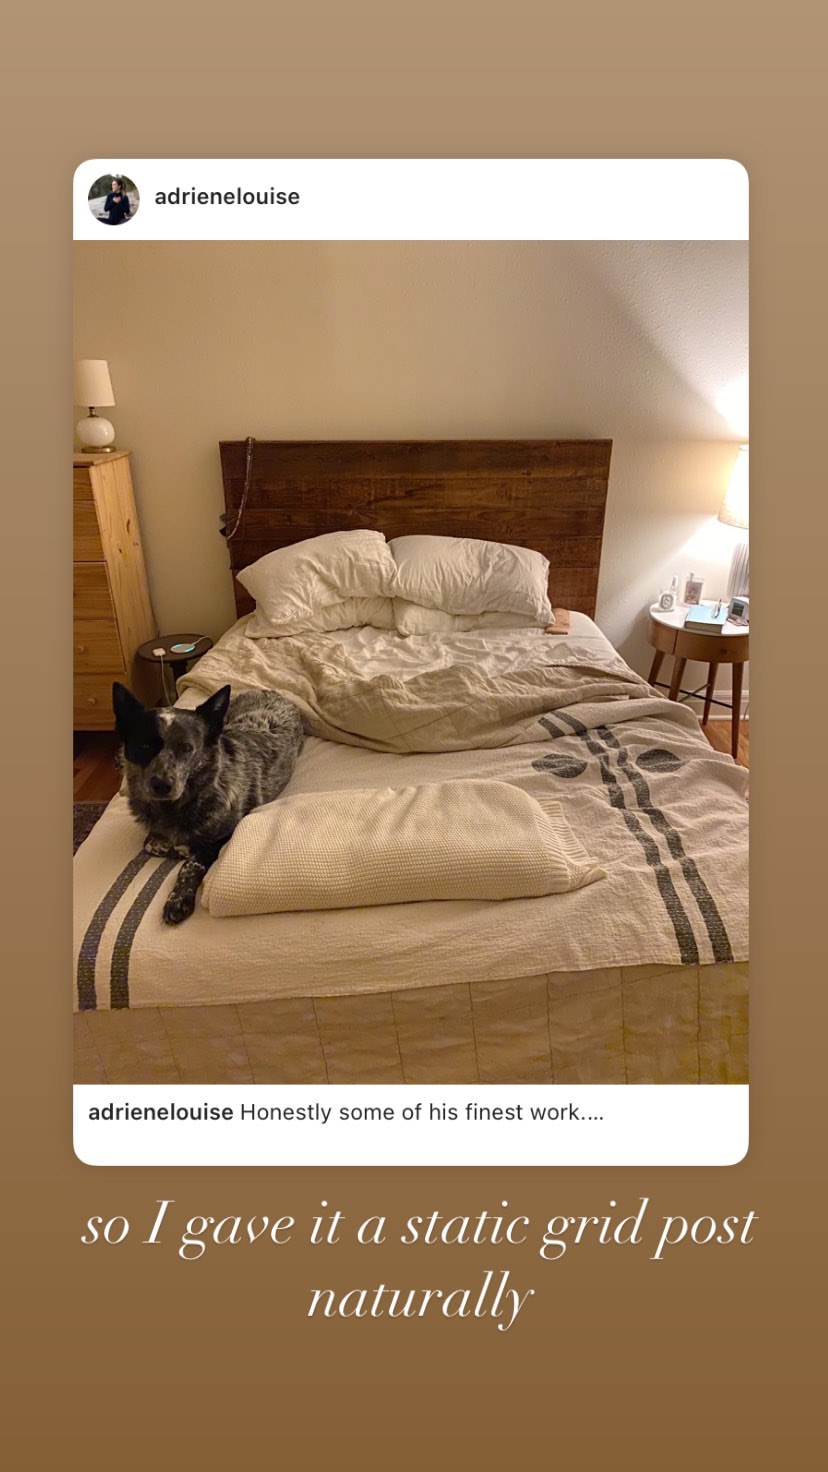 adrienelouise
adrienelouise Honestly some of his finest work....
so I gave it a static grid post
naturally